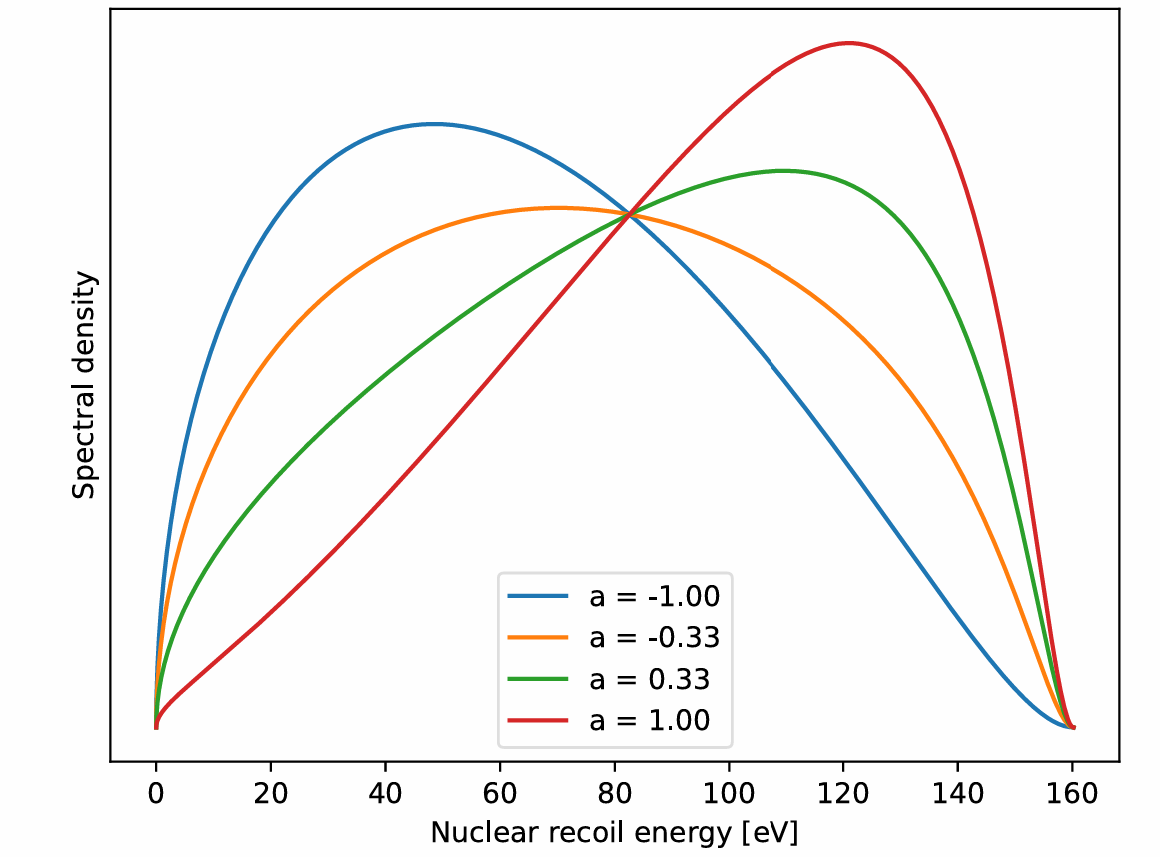 Spectral density
a = -1.00
a = -0.33
a = 0.33
a = 1.00
0 20 40 60 80 100 120 140 160
Nuclear recoil energy [eV]